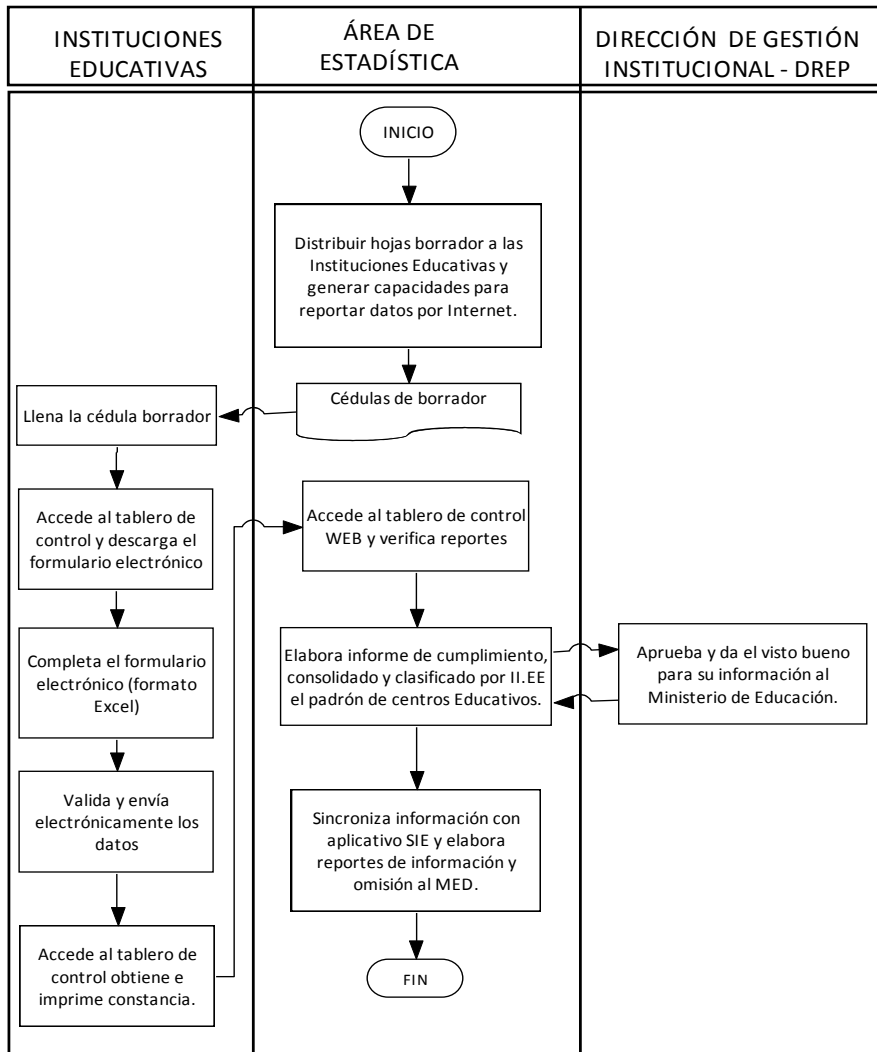 INSTITUCIONES
EDUCATIVAS
ÁREA DE
ESTADÍSTICA
DIRECCIÓN DE GESTIÓN
INSTITUCIONAL - DREP
INICIO
Distribuir hojas borrador a las
Instituciones Educativas y
generar capacidades para
reportar datos por Internet.
Cédulas de borrador
Llena la cédula borrador
Accede al tablero de
control y descarga el
formulario electrónico
Accede al tablero de control
WEB y verifica reportes
Completa el formulario
electrónico (formato
Excel)
Elabora informe de cumplimiento,
consolidado y clasificado por II.EE
el padrón de centros Educativos.
Aprueba y da el visto bueno
para su información al
Ministerio de Educación.
Valida y envía
electrónicamente los
datos
Sincroniza información con
aplicativo SIE y elabora
reportes de información y
omisión al MED.
Accede al tablero de
control obtiene e
imprime constancia.
FIN